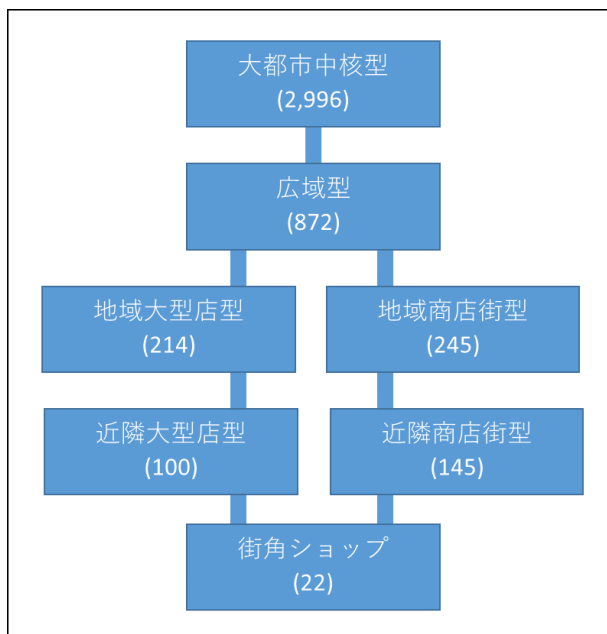 大都市中核型
(2,996)
広域型
(872)
地域大型店型
(214)
地域商店街型
(245)
近隣大型店型
(100)
近隣商店街型
(145)
街角ショップ
(22)